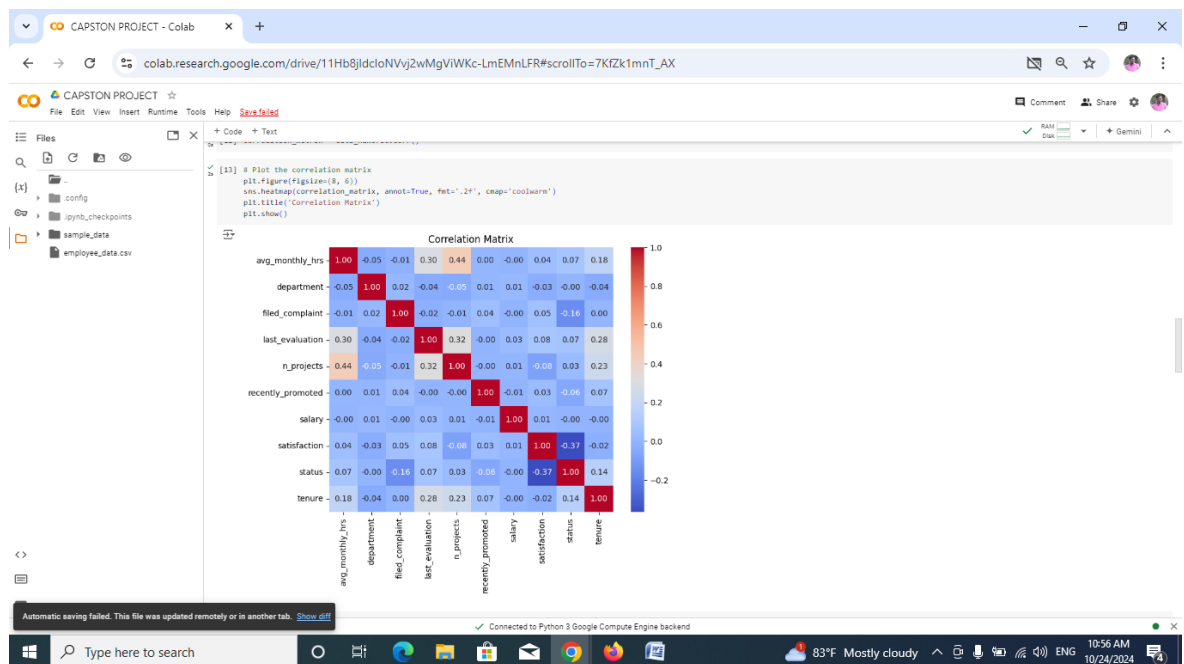 CAPSTON PROJECT - Colab
colab.research.google.com/drive/11Hb8jIdcIoNVvj2wMgViWKc-LmEMnLFR#scrollTo=7KfZk1mnT_AX
CAPSTON PROJECT
File Edit View Insert Runtime Tools Help Save failed
Comment Share
Files
+ Code + Text
RAM
Disk
Gemini
{x}
..
.config
.ipynb_checkpoints
sample_data
employee_data.csv
[13] # Plot the correlation matrix
plt.figure(figsize=(8, 6))
sns.heatmap(correlation_matrix, annot=True, fmt='.2f', cmap='coolwarm')
plt.title('Correlation Matrix')
plt.show()
Correlation Matrix
avg_monthly_hrs 1.00 -0.05 -0.01 0.30 0.44 0.00 -0.00 0.04 0.07 0.18
department -0.05 1.00 0.02 -0.04 -0.05 0.01 0.01 -0.03 -0.00 -0.04
filed_complaint -0.01 0.02 1.00 -0.02 -0.01 0.04 -0.00 0.05 -0.16 0.00
last_evaluation 0.30 -0.04 -0.02 1.00 0.32 -0.00 0.03 0.08 0.07 0.28
n_projects 0.44 -0.05 -0.01 0.32 1.00 -0.00 0.01 -0.08 0.03 0.23
recently_promoted 0.00 0.01 0.04 -0.00 -0.00 1.00 -0.01 0.03 -0.06 0.07
salary -0.00 0.01 -0.00 0.03 0.01 -0.01 1.00 0.01 -0.00 -0.00
satisfaction 0.04 -0.03 0.05 0.08 -0.08 0.03 0.01 1.00 -0.37 -0.02
status 0.07 -0.00 -0.16 0.07 0.03 -0.06 -0.00 -0.37 1.00 0.14
tenure 0.18 -0.04 0.00 0.28 0.23 0.07 -0.00 -0.02 0.14 1.00
avg_monthly_hrs
department
filed_complaint
last_evaluation
n_projects
recently_promoted
salary
satisfaction
status
tenure
1.0
0.8
0.6
0.4
0.2
0.0
-0.2
Automatic saving failed. This file was updated remotely or in another tab. Show diff
Connected to Python 3 Google Compute Engine backend
Type here to search
83°F Mostly cloudy
ENG
10:56 AM
10/24/2024
4